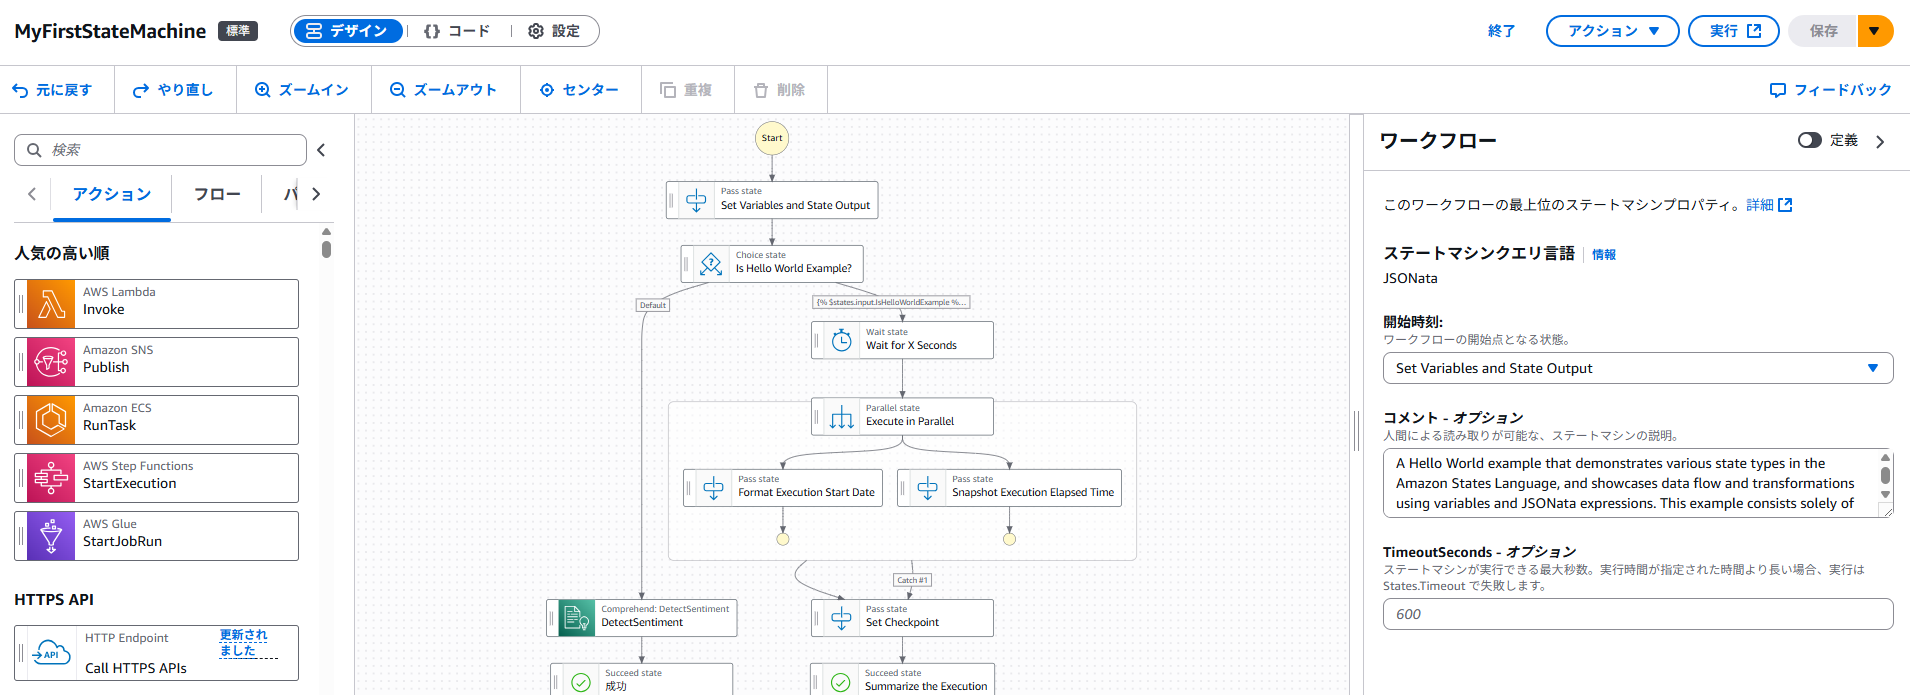 MyFirstStateMachine
標準
デザイン
コード
設定
終了
アクション
実行
保存
元に戻す
やり直し
ズームイン
ズームアウト
センター
重複
削除
フィードバック
検索
アクション
フロー
人気の高い順
AWS Lambda
Invoke
Amazon SNS
Publish
Amazon ECS
RunTask
AWS Step Functions
StartExecution
AWS Glue
StartJobRun
HTTPS API
API
HTTP Endpoint
Call HTTPS APIs
更新され
ました
Start
Pass state
Set Variables and State Output
Choice state
Is Hello World Example?
Default
{% $states.input.IsHelloWorldExample %...
Wait state
Wait for X Seconds
Parallel state
Execute in Parallel
Pass state
Format Execution Start Date
Pass state
Snapshot Execution Elapsed Time
Catch #1
Comprehend: DetectSentiment
DetectSentiment
Pass state
Set Checkpoint
Succeed state
成功
Succeed state
Summarize the Execution
ワークフロー
定義
このワークフローの最上位のステートマシンプロパティ。詳細
ステートマシンクエリ言語
情報
JSONata
開始時刻:
ワークフローの開始点となる状態。
Set Variables and State Output
コメント - オプション
人間による読み取りが可能な、ステートマシンの説明。
A Hello World example that demonstrates various state types in the
Amazon States Language, and showcases data flow and transformations
using variables and JSONata expressions. This example consists solely of
TimeoutSeconds - オプション
ステートマシンが実行できる最大秒数。実行時間が指定された時間より長い場合、実行は
States.Timeout で失敗します。
600